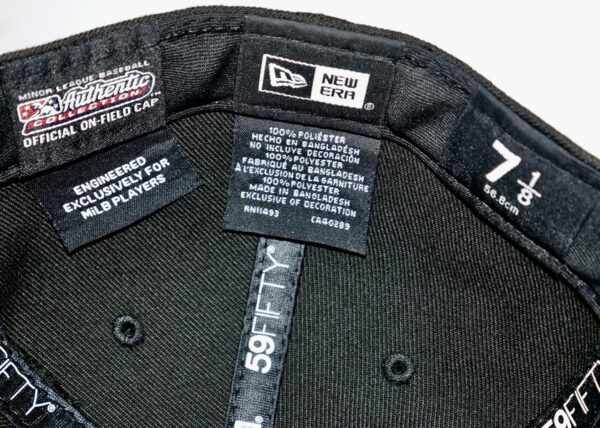 MINOR LEAGUE BASEBALL
Authentic
COLLECTION
OFFICIAL ON-FIELD CAP
ENGINEERED
EXCLUSIVELY FOR
MiLB PLAYERS
NEW
ERA
®
100% POLIÉSTER
HECHO EN BANGLADÉSH
NO INCLUYE DECORACIÓN
100% POLYESTER
FABRIQUÉ AU BANGLADESH
À L'EXCLUSION DE LA GARNITURE
100% POLYESTER
MADE IN BANGLADESH
EXCLUSIVE OF DECORATION
RN11493 CA40289
7 1/8
56.8cm
59FIFTY®
FIFTY®
59FIFTY